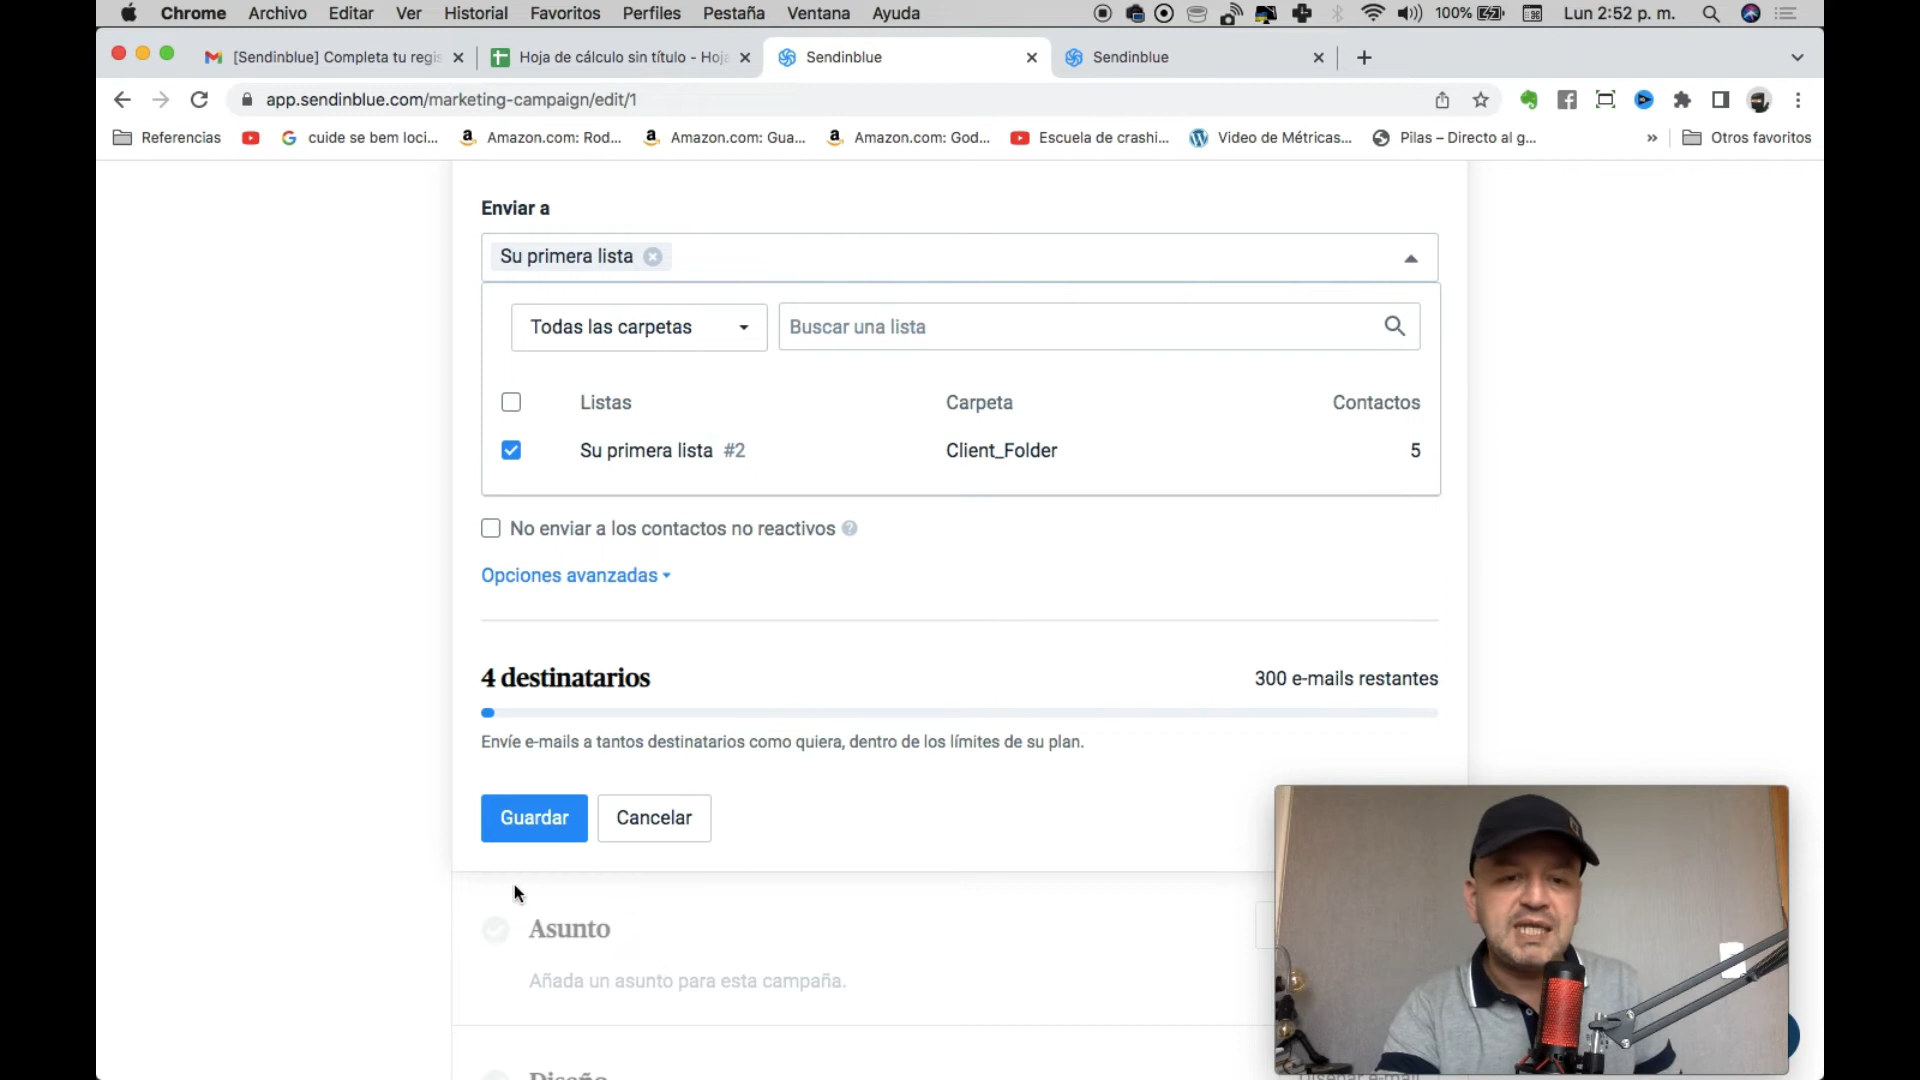 Chrome Archivo Editar Ver Historial Favoritos Perfiles Pestaña Ventana Ayuda 100% Lun 2:52 p. m.
[Sendinblue] Completa tu regis Hoja de cálculo sin título - Hoja Sendinblue Sendinblue
app.sendinblue.com/marketing-campaign/edit/1
Referencias cuide se bem loci... Amazon.com: Rod... Amazon.com: Gua... Amazon.com: God... Escuela de crashi... Video de Métricas... Pilas – Directo al g... » Otros favoritos
Enviar a
Su primera lista
Todas las carpetas Buscar una lista
Listas Carpeta Contactos
Su primera lista #2 Client_Folder 5
No enviar a los contactos no reactivos ?
Opciones avanzadas
4 destinatarios 300 e-mails restantes
Envíe e-mails a tantos destinatarios como quiera, dentro de los límites de su plan.
Guardar Cancelar
Asunto
Añada un asunto para esta campaña.
Diseño